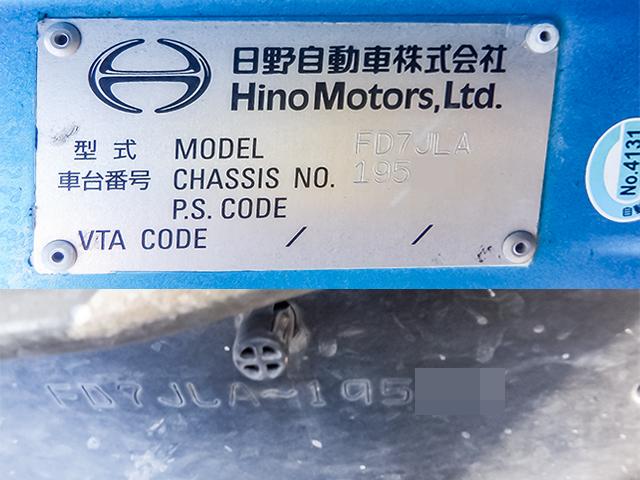 日野自動車株式会社
Hino Motors, Ltd.
型式 MODEL FD7JLA
車台番号 CHASSIS NO. 195
P.S. CODE
VTA CODE / /
No.4131
FD7JLA-195